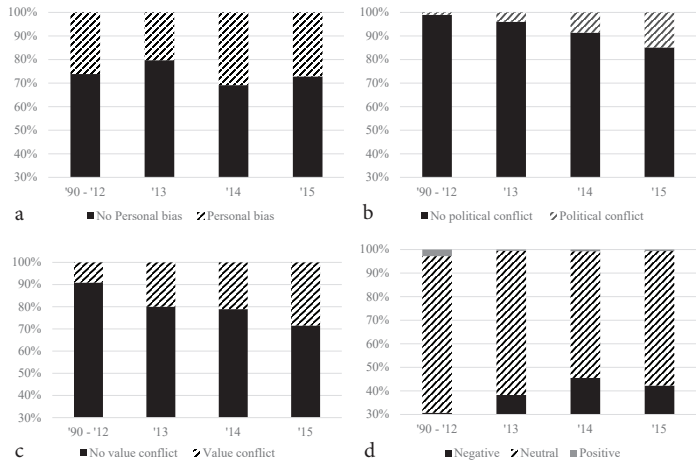 100%
90%
80%
70%
60%
50%
40%
30%
'90 - '12 '13 '14 '15
a
No Personal bias Personal bias
100%
90%
80%
70%
60%
50%
40%
30%
'90 - '12 '13 '14 '15
b
No political conflict Political conflict
100%
90%
80%
70%
60%
50%
40%
30%
'90 - '12 '13 '14 '15
c
No value conflict Value conflict
100%
90%
80%
70%
60%
50%
40%
30%
'90 - '12 '13 '14 '15
d
Negative Neutral Positive